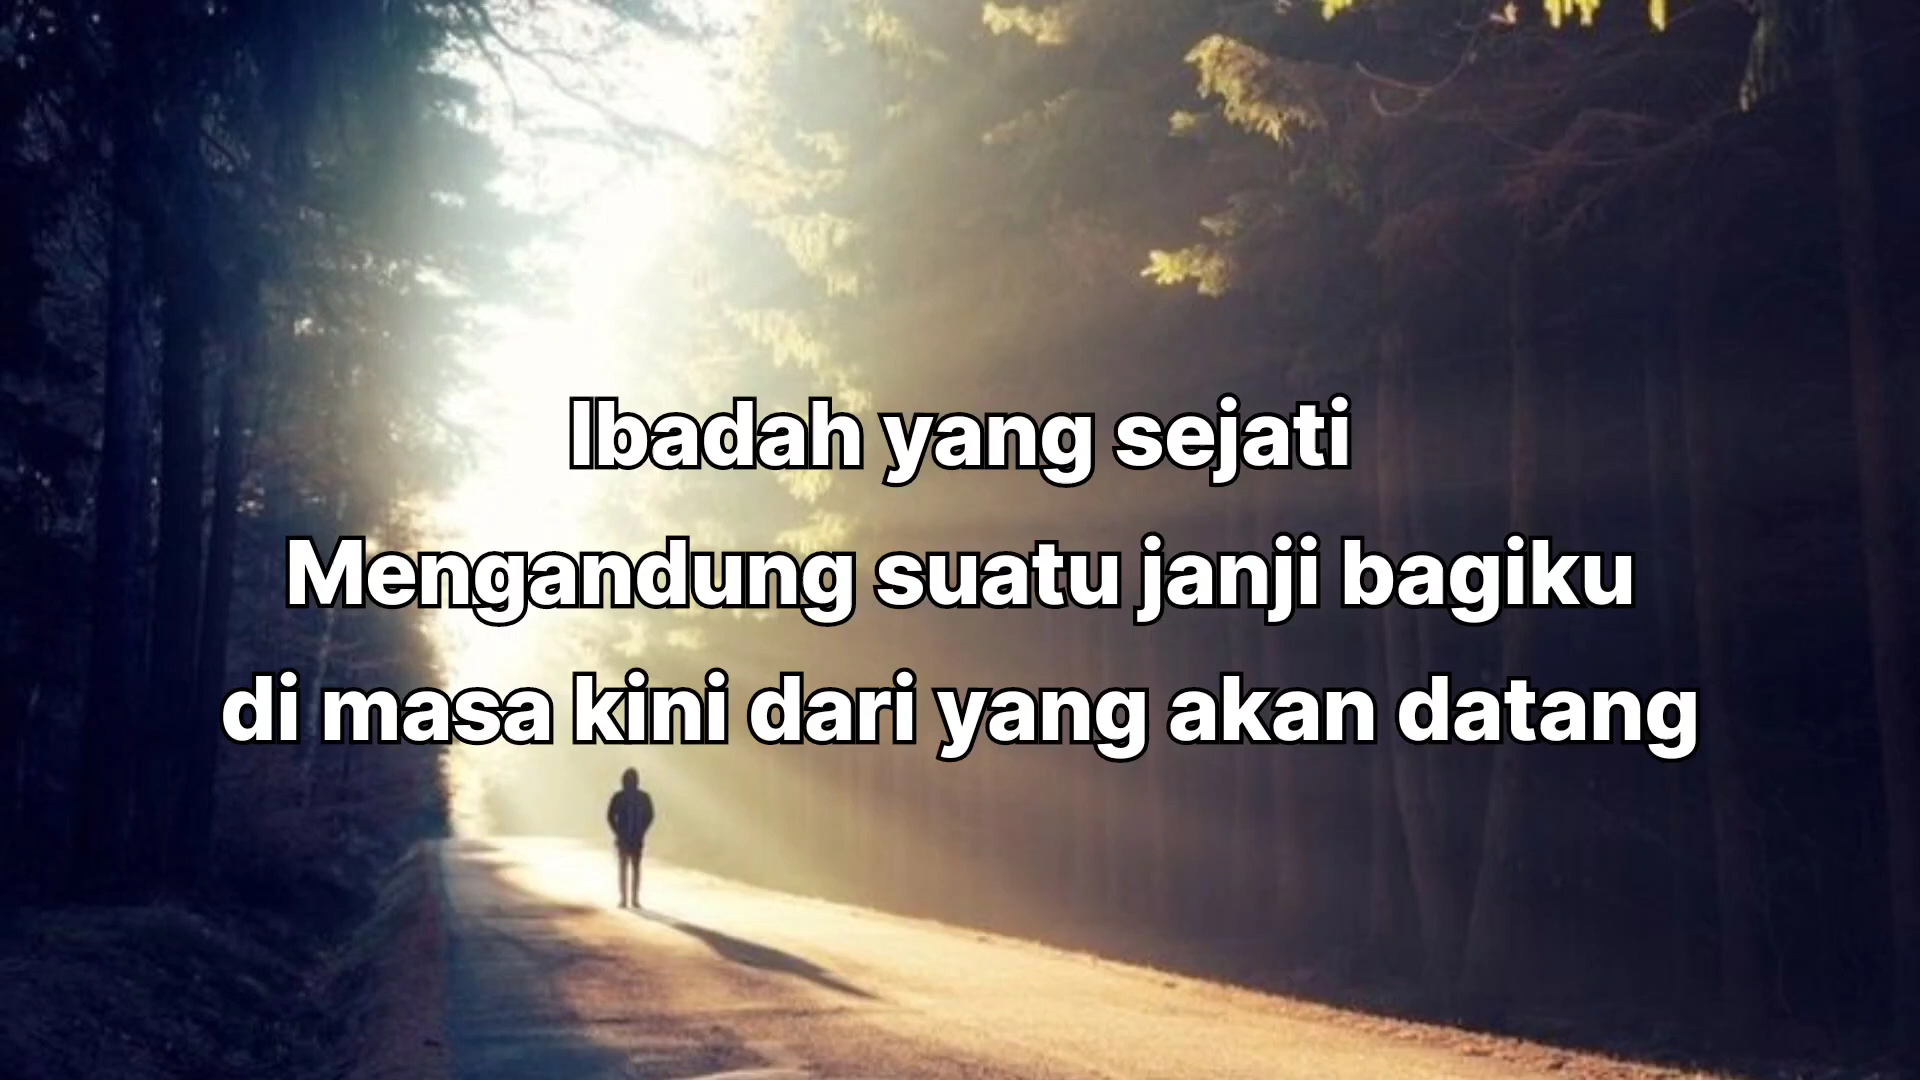 Ibadah yang sejati
Mengandung suatu janji bagiku
di masa kini dari yang akan datang